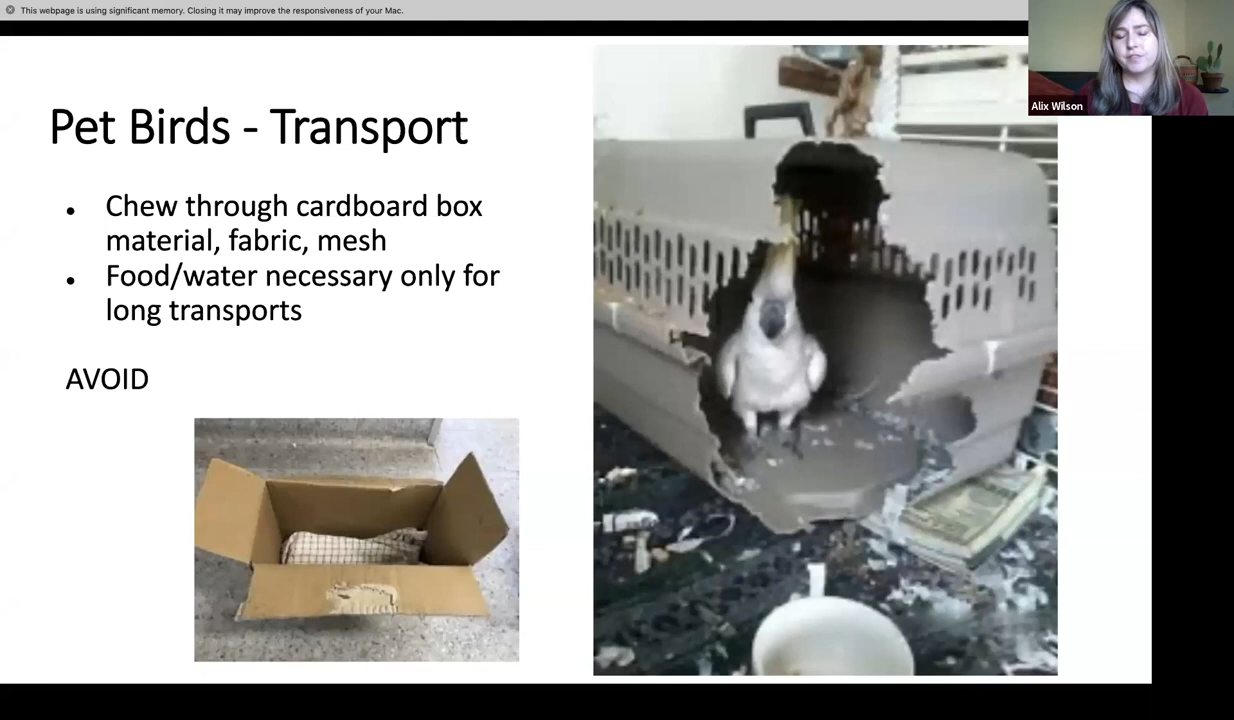 This webpage is using significant memory. Closing it may improve the responsiveness of your Mac.
Alix Wilson
Pet Birds - Transport
● Chew through cardboard box
material, fabric, mesh
● Food/water necessary only for
long transports
AVOID